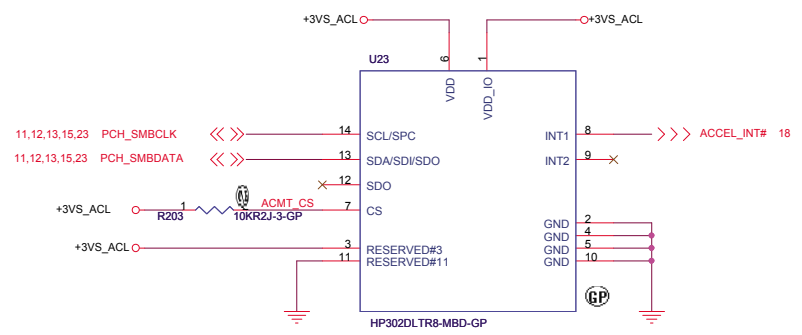 +3VS_ACL
+3VS_ACL
U23
6
1
VDD
VDD_IO
11,12,13,15,23 PCH_SMBCLK
14
SCL/SPC
INT1
8
ACCEL_INT# 18
11,12,13,15,23 PCH_SMBDATA
13
SDA/SDI/SDO
INT2
9
12
SDO
+3VS_ACL
1
R203
10KR2J-3-GP
ACMT_CS
7
CS
GND
2
GND
4
+3VS_ACL
3
RESERVED#3
GND
5
11
RESERVED#11
GND
10
GP
HP302DLTR8-MBD-GP